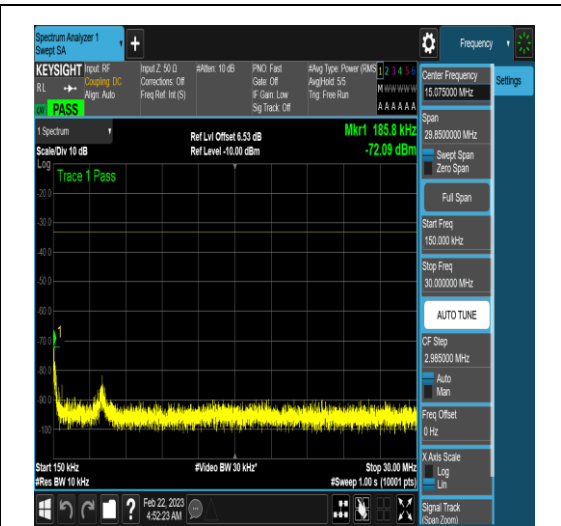 Spectrum Analyzer 1
Swept SA
Frequency
KEYSIGHT
RL
PASS
Input: RF
Coupling: DC
Align: Auto
Input Z: 50 Ω
Corrections: Off
Freq Ref: Int (S)
#Atten: 10 dB
PNO: Fast
Gate: Off
IF Gain: Low
Sig Track: Off
#Avg Type: Power (RMS
Avg|Hold: 5/5
Trig: Free Run
1 2 3 4 5 6
M W W W W W
A A A A A A
1 Spectrum
Scale/Div 10 dB
Ref Lvl Offset 6.53 dB
Ref Level -10.00 dBm
Mkr1 185.8 kHz
-72.09 dBm
Log
Trace 1 Pass
-20.0
-30.0
-40.0
-50.0
-60.0
-70.0
-80.0
-90.0
-100
1
Start 150 kHz
#Res BW 10 kHz
#Video BW 30 kHz*
Stop 30.00 MHz
#Sweep 1.00 s (10001 pts)
Feb 22, 2023
4:52:23 AM
Center Frequency
15.075000 MHz
Settings
Span
29.8500000 MHz
Swept Span
Zero Span
Full Span
Start Freq
150.000 kHz
Stop Freq
30.000000 MHz
AUTO TUNE
CF Step
2.985000 MHz
Auto
Man
Freq Offset
0 Hz
X Axis Scale
Log
Lin
Signal Track
(Span Zoom)